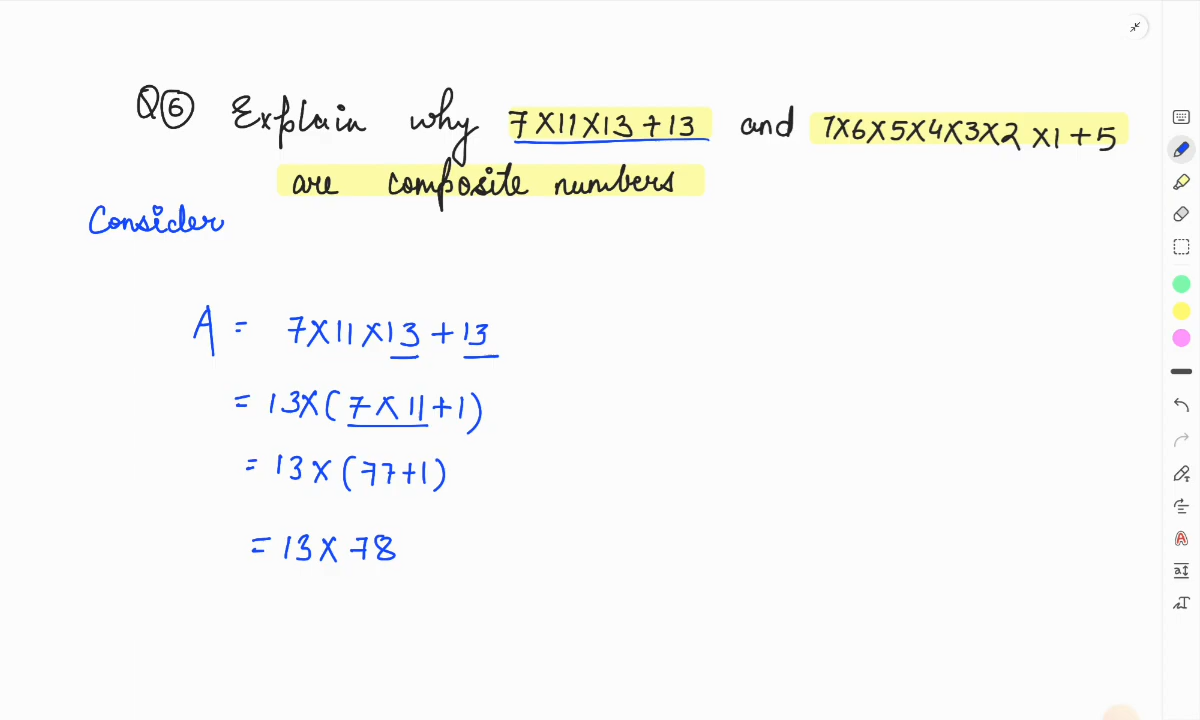 Q⑥ Explain why 7×11×13+13 and 7×6×5×4×3×2×1+5
are composite numbers
Consider
A = 7×11×13+13
= 13×(7×11+1)
= 13×(77+1)
= 13×78